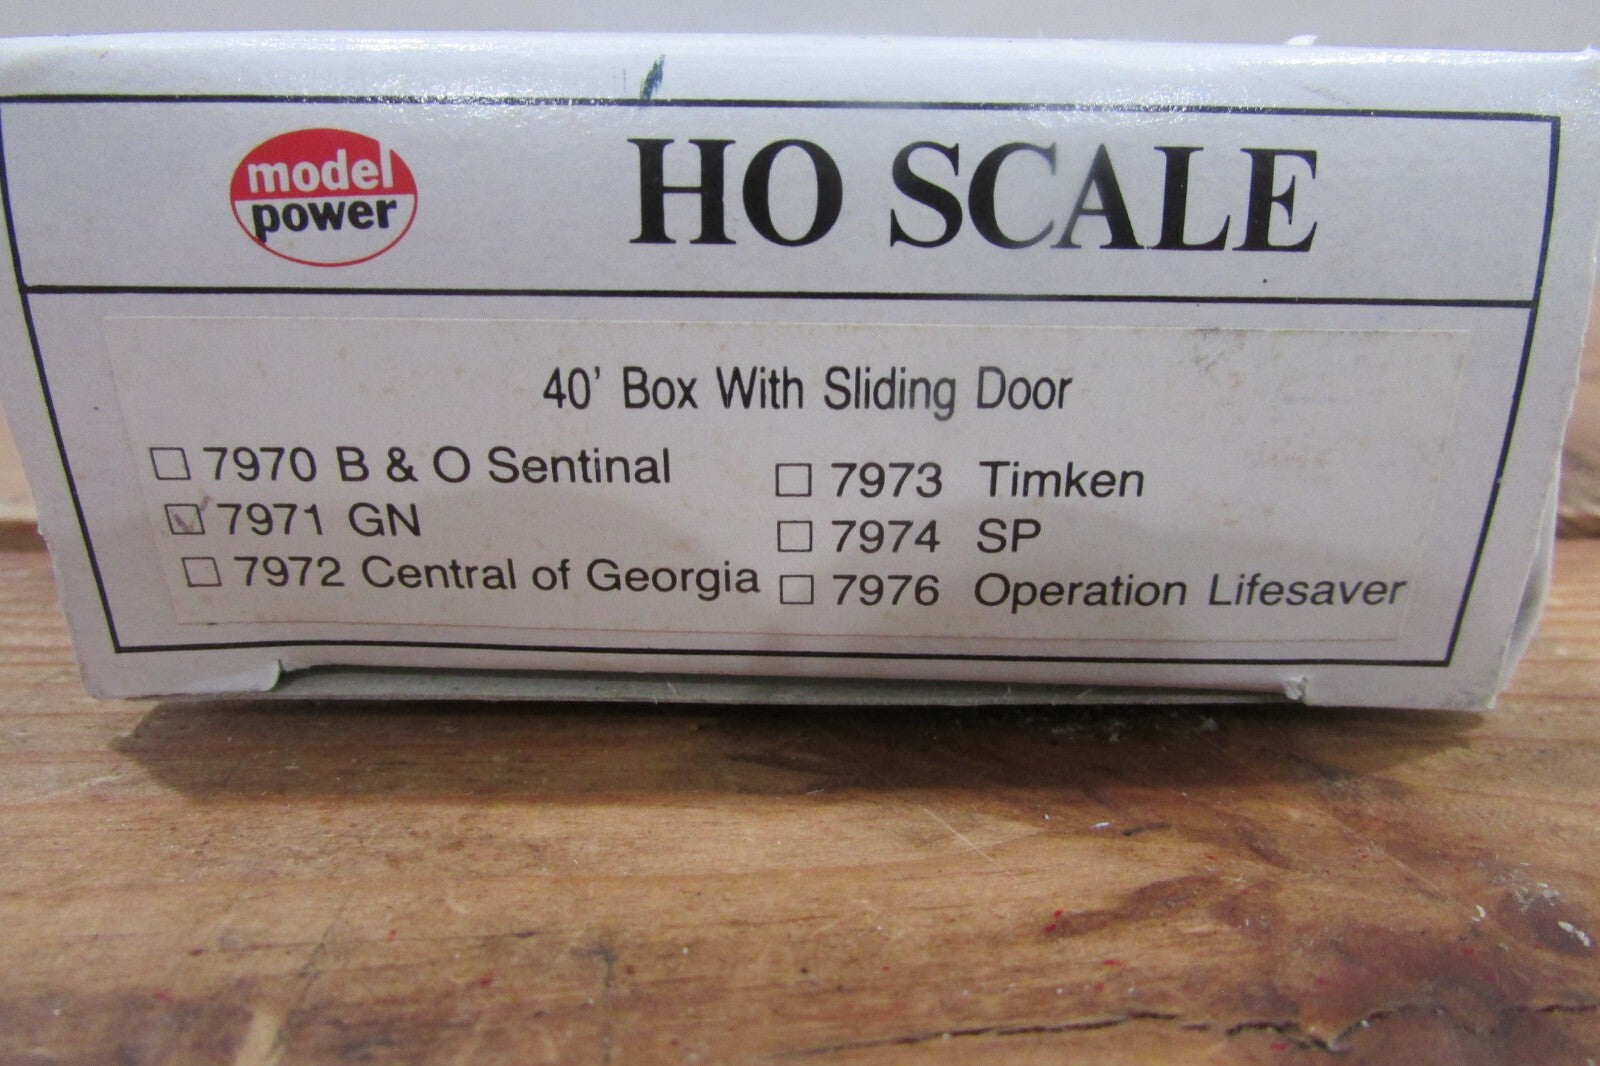 model
power
HO SCALE
40' Box With Sliding Door
☐ 7970 B & O Sentinal
☑ 7971 GN
☐ 7972 Central of Georgia
☐ 7973 Timken
☐ 7974 SP
☐ 7976 Operation Lifesaver